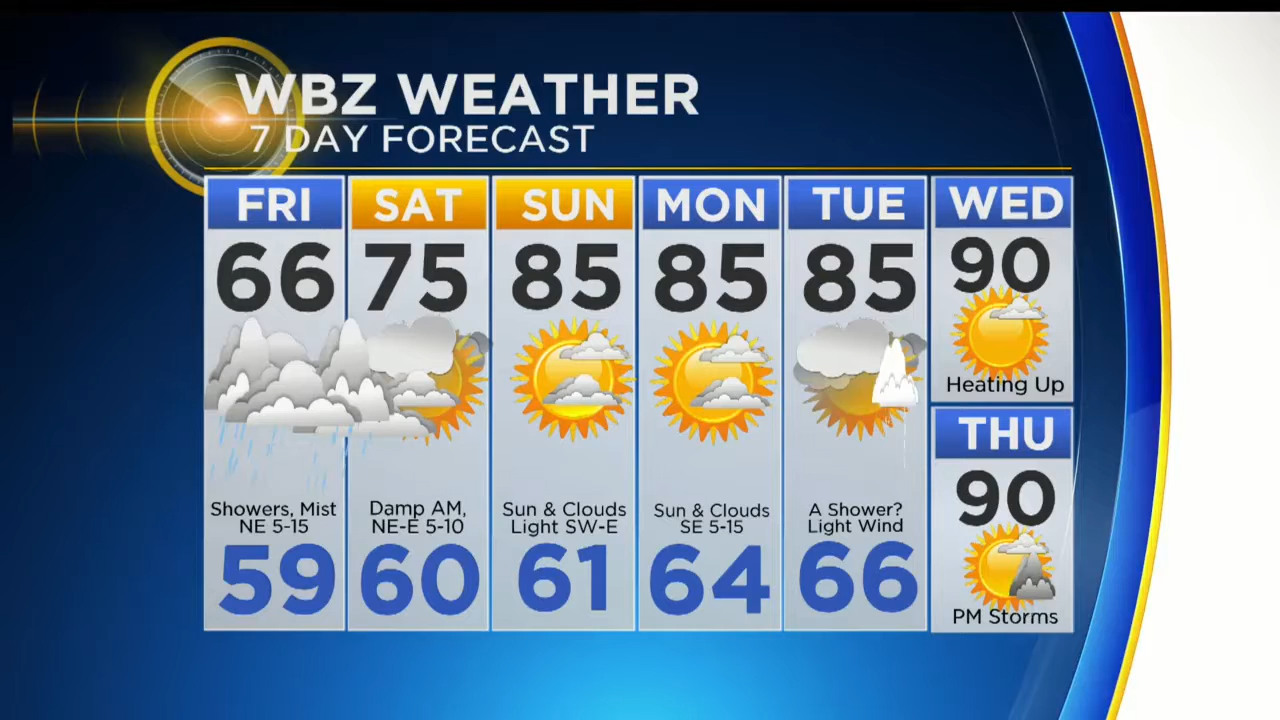 WBZ WEATHER
7 DAY FORECAST
FRI
66
Showers, Mist
NE 5-15
59
SAT
75
Damp AM,
NE-E 5-10
60
SUN
85
Sun & Clouds
Light SW-E
61
MON
85
Sun & Clouds
SE 5-15
64
TUE
85
A Shower?
Light Wind
66
WED
90
Heating Up
THU
90
PM Storms